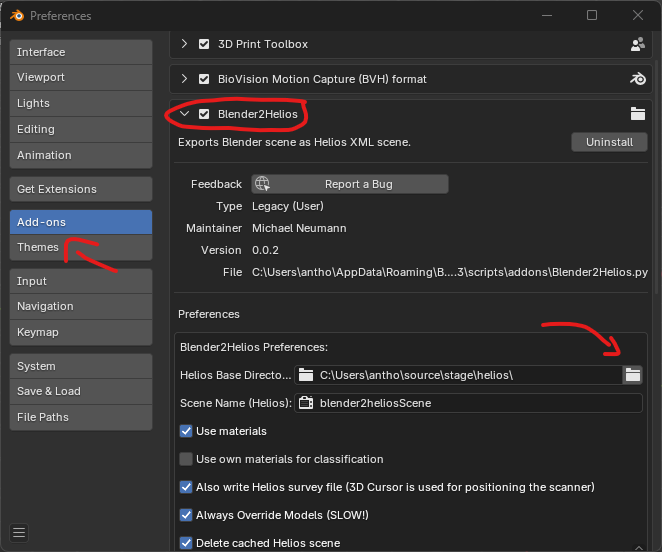 Preferences
Interface
Viewport
Lights
Editing
Animation
Get Extensions
Add-ons
Themes
Input
Navigation
Keymap
System
Save & Load
File Paths
3D Print Toolbox
BioVision Motion Capture (BVH) format
Blender2Helios
Exports Blender scene as Helios XML scene.
Uninstall
Feedback Report a Bug
Type Legacy (User)
Maintainer Michael Neumann
Version 0.0.2
File C:\Users\antho\AppData\Roaming\B....3\scripts\addons\Blender2Helios.py
Preferences
Blender2Helios Preferences:
Helios Base Directo... C:\Users\antho\source\stage\helios\
Scene Name (Helios): blender2heliosScene
Use materials
Use own materials for classification
Also write Helios survey file (3D Cursor is used for positioning the scanner)
Always Override Models (SLOW!)
Delete cached Helios scene